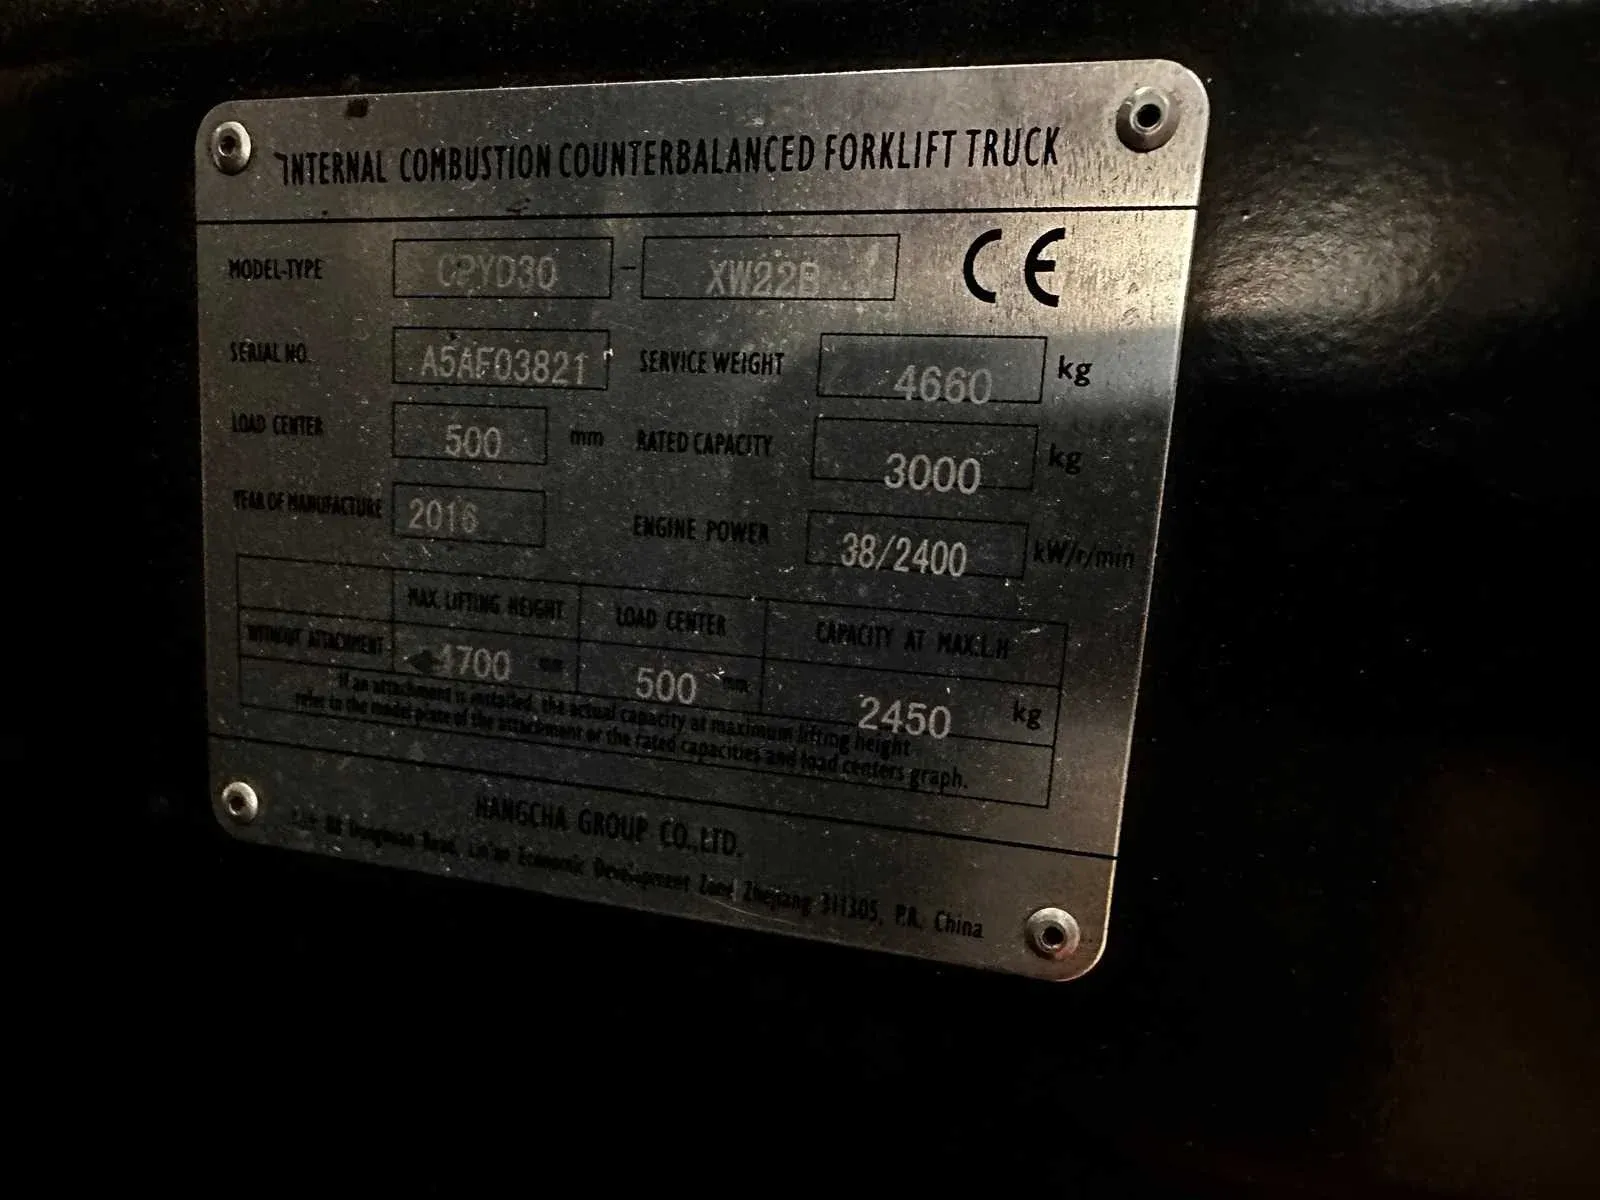 INTERNAL COMBUSTION COUNTERBALANCED FORKLIFT TRUCK
MODEL-TYPE CPYD30 - XW22B CE
SERIAL NO. A5AF03821 SERVICE WEIGHT 4660 kg
LOAD CENTER 500 mm RATED CAPACITY 3000 kg
YEAR OF MANUFACTURE 2016 ENGINE POWER 38/2400 kW/r/min
MAX. LIFTING HEIGHT LOAD CENTER CAPACITY AT MAX.L.H
WITHOUT ATTACHMENT 500 mm 2450 kg
If an attachment is installed, the actual capacity at maximum lifting height
refer to the model plate of the attachment or the rated capacities and load centers graph.
HANGCHA GROUP CO.,LTD.
Road, Lin'an Economic Development Zone Zhejiang 311305, P.R. China